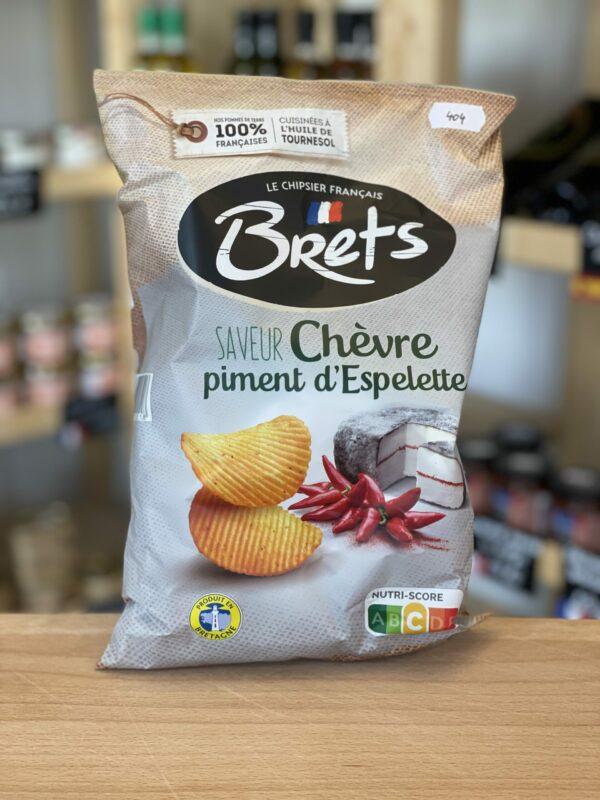 404
NOS POMMES DE TERRE
100%
FRANÇAISES
CUISINÉES À
L'HUILE DE
TOURNESOL
LE CHIPSIER FRANÇAIS
BRETS
SAVEUR Chèvre
piment d'Espelette
PRODUIT EN
BRETAGNE
NUTRI-SCORE
A B C D E